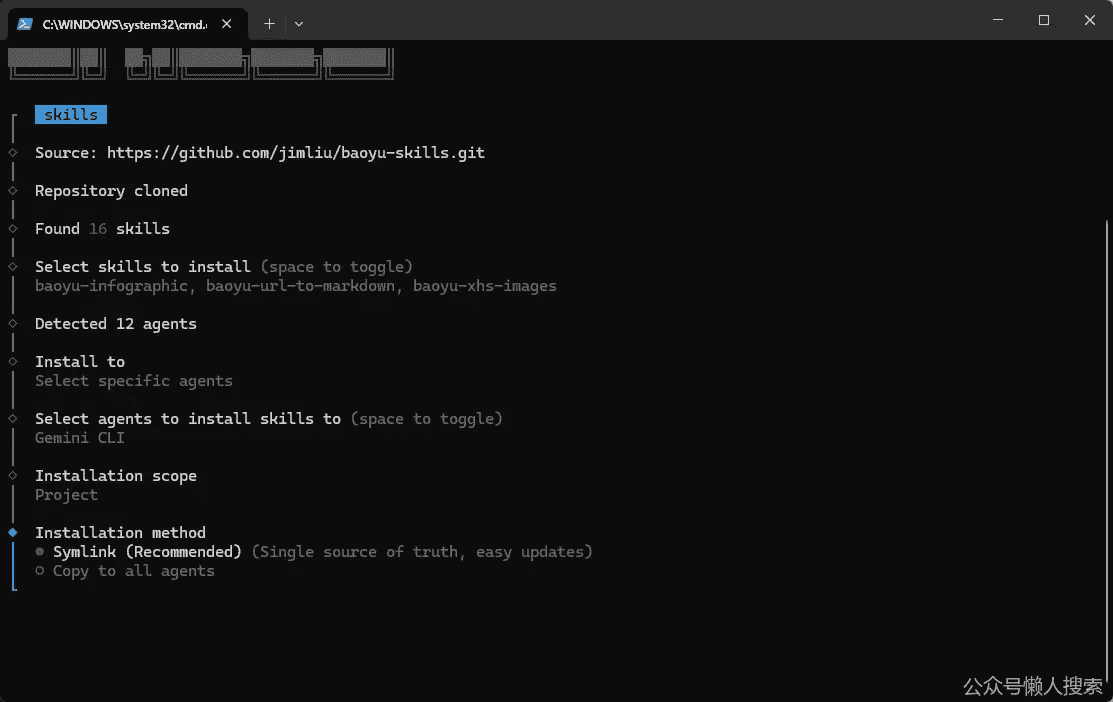 C:\WINDOWS\system32\cmd.
skills
Source: https://github.com/jimliu/baoyu-skills.git
Repository cloned
Found 16 skills
Select skills to install (space to toggle)
baoyu-infographic, baoyu-url-to-markdown, baoyu-xhs-images
Detected 12 agents
Install to
Select specific agents
Select agents to install skills to (space to toggle)
Gemini CLI
Installation scope
Project
Installation method
Symlink (Recommended) (Single source of truth, easy updates)
Copy to all agents
公众号懒人搜索